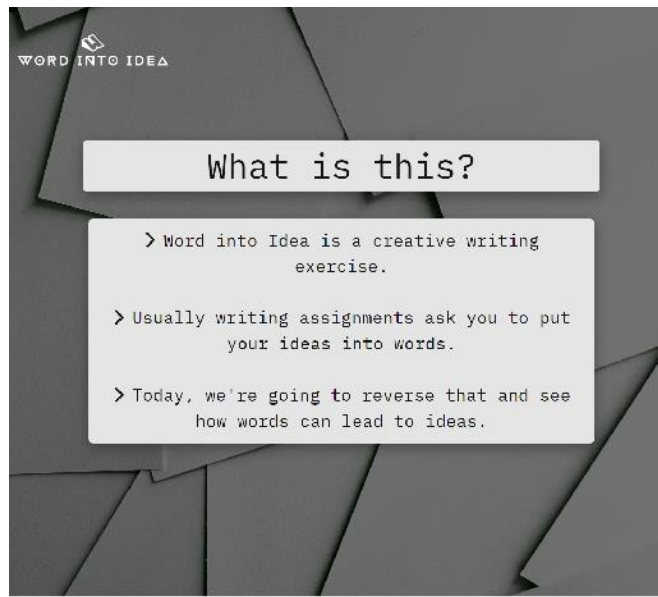 WORD INTO IDEA
What is this?
Word into Idea is a creative writing
exercise.
Usually writing assignments ask you to put
your ideas into words.
Today, we're going to reverse that and see
how words can lead to ideas.